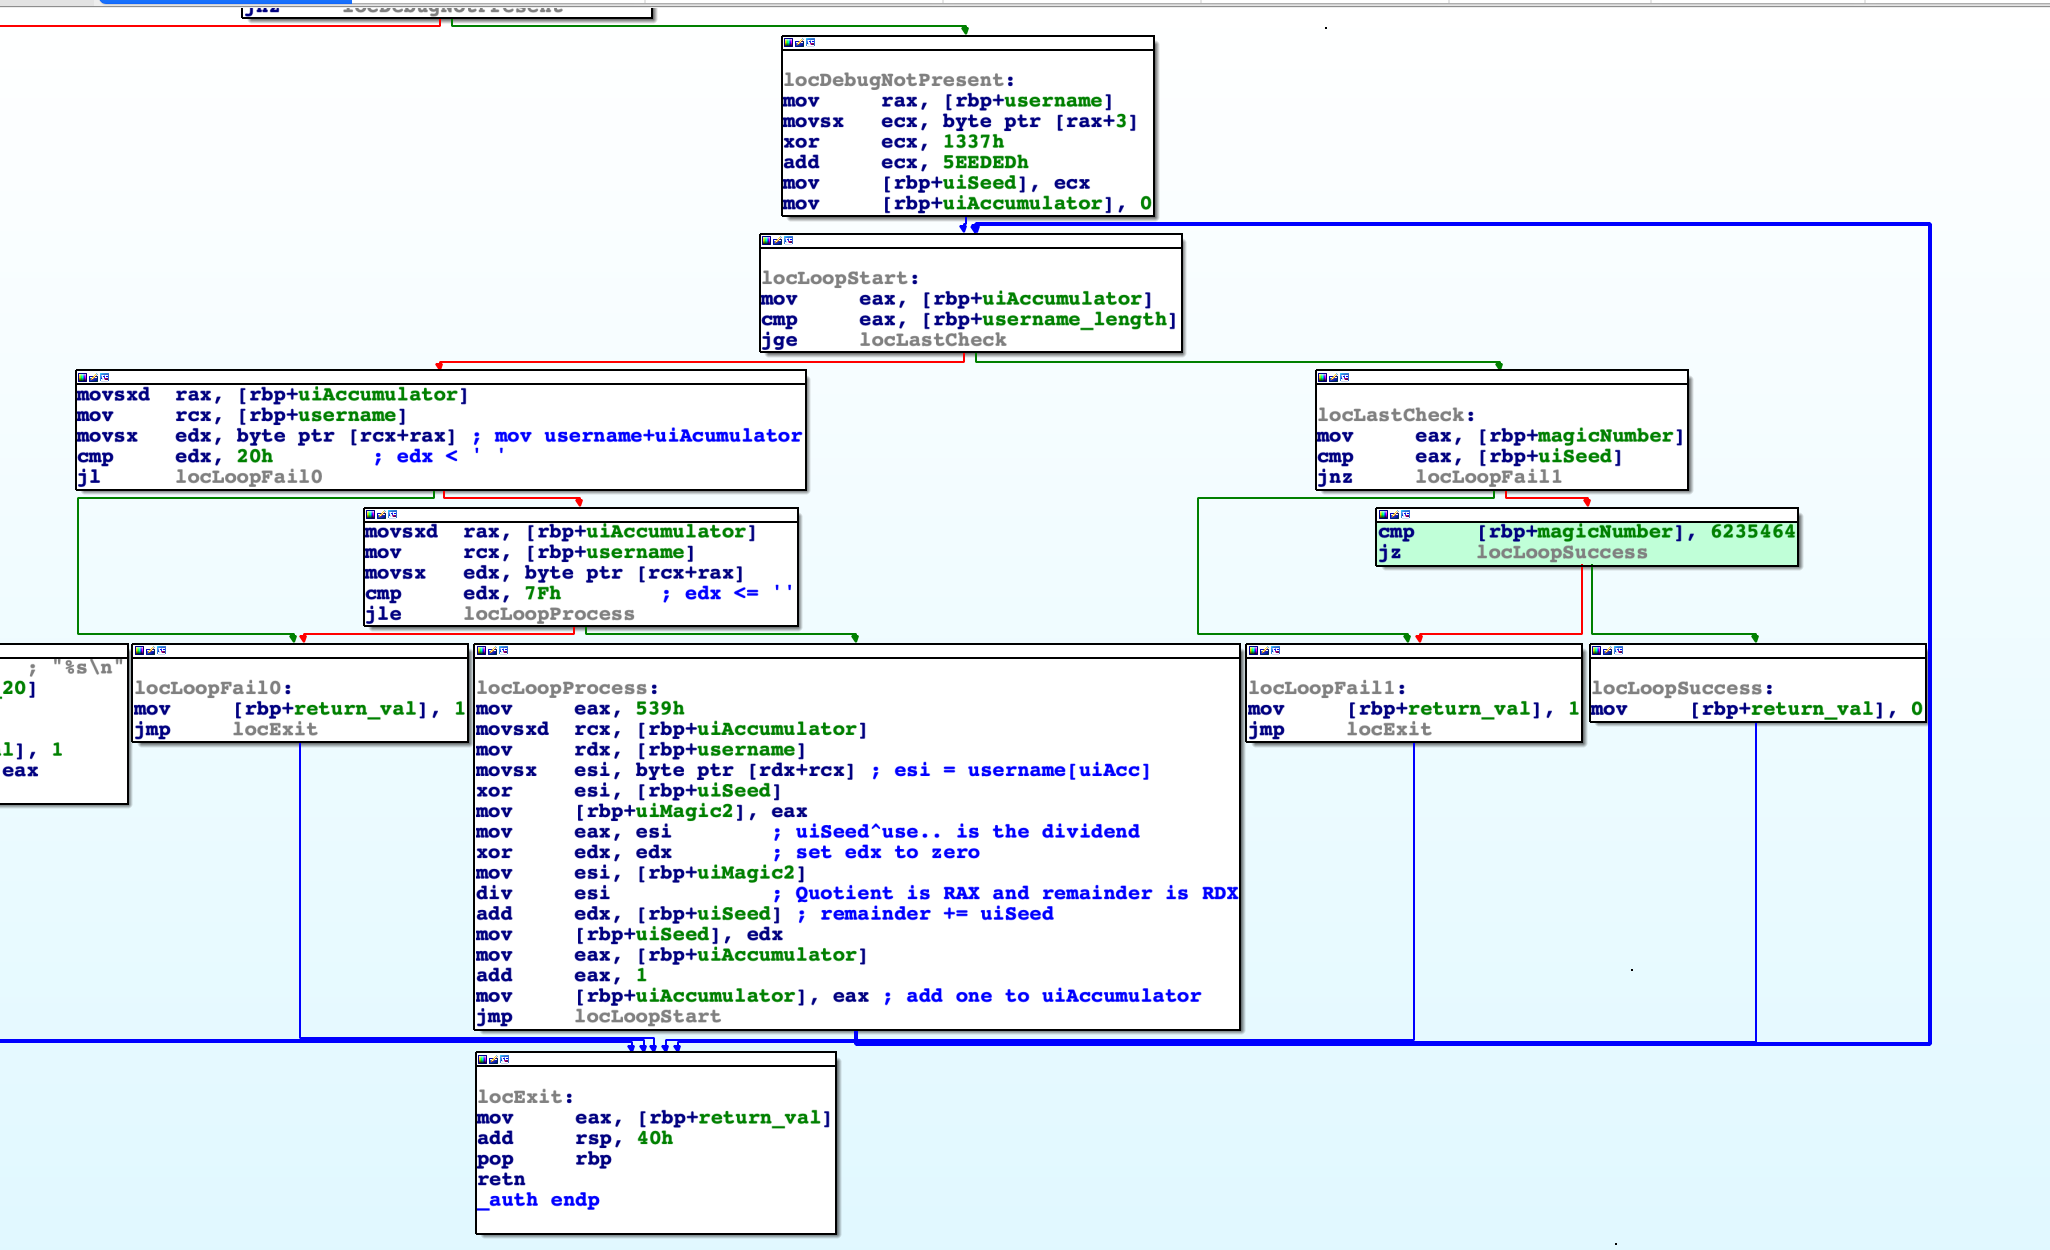 jnz locDebugNotPresent
locDebugNotPresent:
mov rax, [rbp+username]
movsx ecx, byte ptr [rax+3]
xor ecx, 1337h
add ecx, 5EEDEDh
mov [rbp+uiSeed], ecx
mov [rbp+uiAccumulator], 0
locLoopStart:
mov eax, [rbp+uiAccumulator]
cmp eax, [rbp+username_length]
jge locLastCheck
movsxd rax, [rbp+uiAccumulator]
mov rcx, [rbp+username]
movsx edx, byte ptr [rcx+rax] ; mov username+uiAcumulator
cmp edx, 20h ; edx < ' '
jl locLoopFail0
locLastCheck:
mov eax, [rbp+magicNumber]
cmp eax, [rbp+uiSeed]
jnz locLoopFail1
movsxd rax, [rbp+uiAccumulator]
mov rcx, [rbp+username]
movsx edx, byte ptr [rcx+rax]
cmp edx, 7Fh ; edx <= ''
jle locLoopProcess
cmp [rbp+magicNumber], 6235464
jz locLoopSuccess
; "%s\n"
_20]
l], 1
eax
locLoopFail0:
mov [rbp+return_val], 1
jmp locExit
locLoopProcess:
mov eax, 539h
movsxd rcx, [rbp+uiAccumulator]
mov rdx, [rbp+username]
movsx esi, byte ptr [rdx+rcx] ; esi = username[uiAcc]
xor esi, [rbp+uiSeed]
mov [rbp+uiMagic2], eax
mov eax, esi ; uiSeed^use.. is the dividend
xor edx, edx ; set edx to zero
mov esi, [rbp+uiMagic2]
div esi ; Quotient is RAX and remainder is RDX
add edx, [rbp+uiSeed] ; remainder += uiSeed
mov [rbp+uiSeed], edx
mov eax, [rbp+uiAccumulator]
add eax, 1
mov [rbp+uiAccumulator], eax ; add one to uiAccumulator
jmp locLoopStart
locLoopFail1:
mov [rbp+return_val], 1
jmp locExit
locLoopSuccess:
mov [rbp+return_val], 0
locExit:
mov eax, [rbp+return_val]
add rsp, 40h
pop rbp
retn
_auth endp